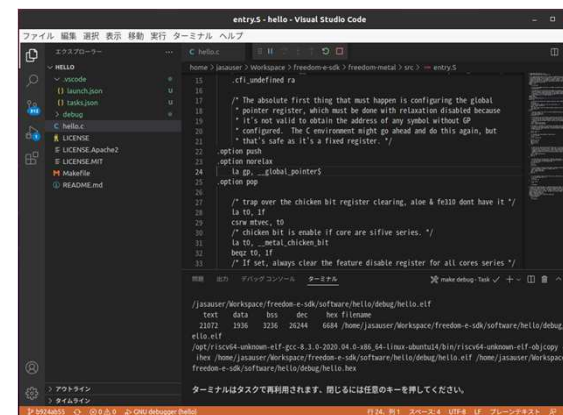 entry.S - hello - Visual Studio Code
ファイル 編集 選択 表示 移動 実行 ターミナル ヘルプ
エクスプローラー ···
HELLO
.vscode
{} launch.json U
{} tasks.json U
debug
C hello.c
LICENSE
LICENSE.Apache2
LICENSE.MIT
M Makefile
README.md
アウトライン
タイムライン
C hello.c
home > jasauser > Workspace > freedom-e-sdk > freedom-metal > src > entry.S
15 .cfi_undefined ra
16
17 /* The absolute first thing that must happen is configuring the global
18 * pointer register, which must be done with relaxation disabled because
19 * it's not valid to obtain the address of any symbol without GP
20 * configured. The C environment might go ahead and do this again, but
21 * that's safe as it's a fixed register. */
22 .option push
23 .option norelax
24 la gp, __global_pointer$
25 .option pop
26
27 /* trap over the chicken bit register clearing, aloe & fe310 dont have it */
28 la t0, 1f
29 csrw mtvec, t0
30 /* chicken bit is enable if core are sifive series. */
31 la t0, __metal_chicken_bit
32 beqz t0, 1f
33 /* If set, always clear the feature disable register for all cores series */
問題 出力 デバッグ コンソール ターミナル make debug - Task
/jasauser/Workspace/freedom-e-sdk/software/hello/debug/hello.elf
text data bss dec hex filename
21072 1936 3236 26244 6684 /home/jasauser/Workspace/freedom-e-sdk/software/hello/debug/h
ello.elf
/opt/riscv64-unknown-elf-gcc-8.3.0-2020.04.0-x86_64-linux-ubuntu14/bin/riscv64-unknown-elf-objcopy
ihex /home/jasauser/Workspace/freedom-e-sdk/software/hello/debug/hello.elf /home/jasauser/Workspace/
freedom-e-sdk/software/hello/debug/hello.hex
ターミナルはタスクで再利用されます、閉じるには任意のキーを押してください。
b924ab55 0 0 GNU debugger (hello) 行 24、列 1 スペース: 4 UTF-8 LF プレーンテキスト